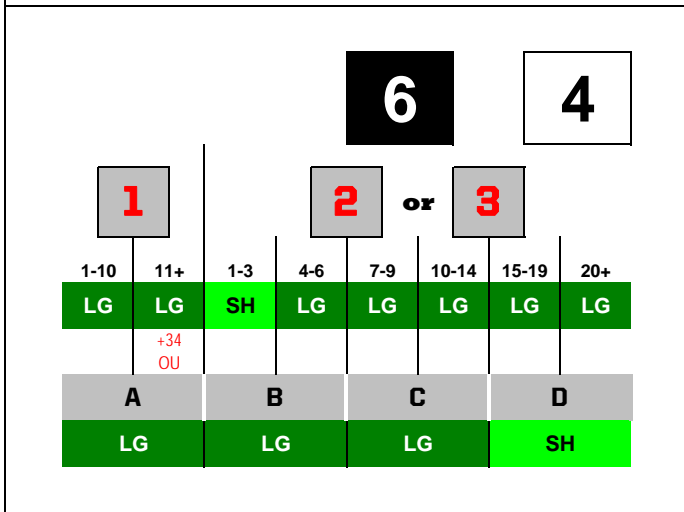 6 4
1 2 or 3
1-10 11+ 1-3 4-6 7-9 10-14 15-19 20+
LG LG SH LG LG LG LG LG
+34
OU
A B C D
LG LG LG SH